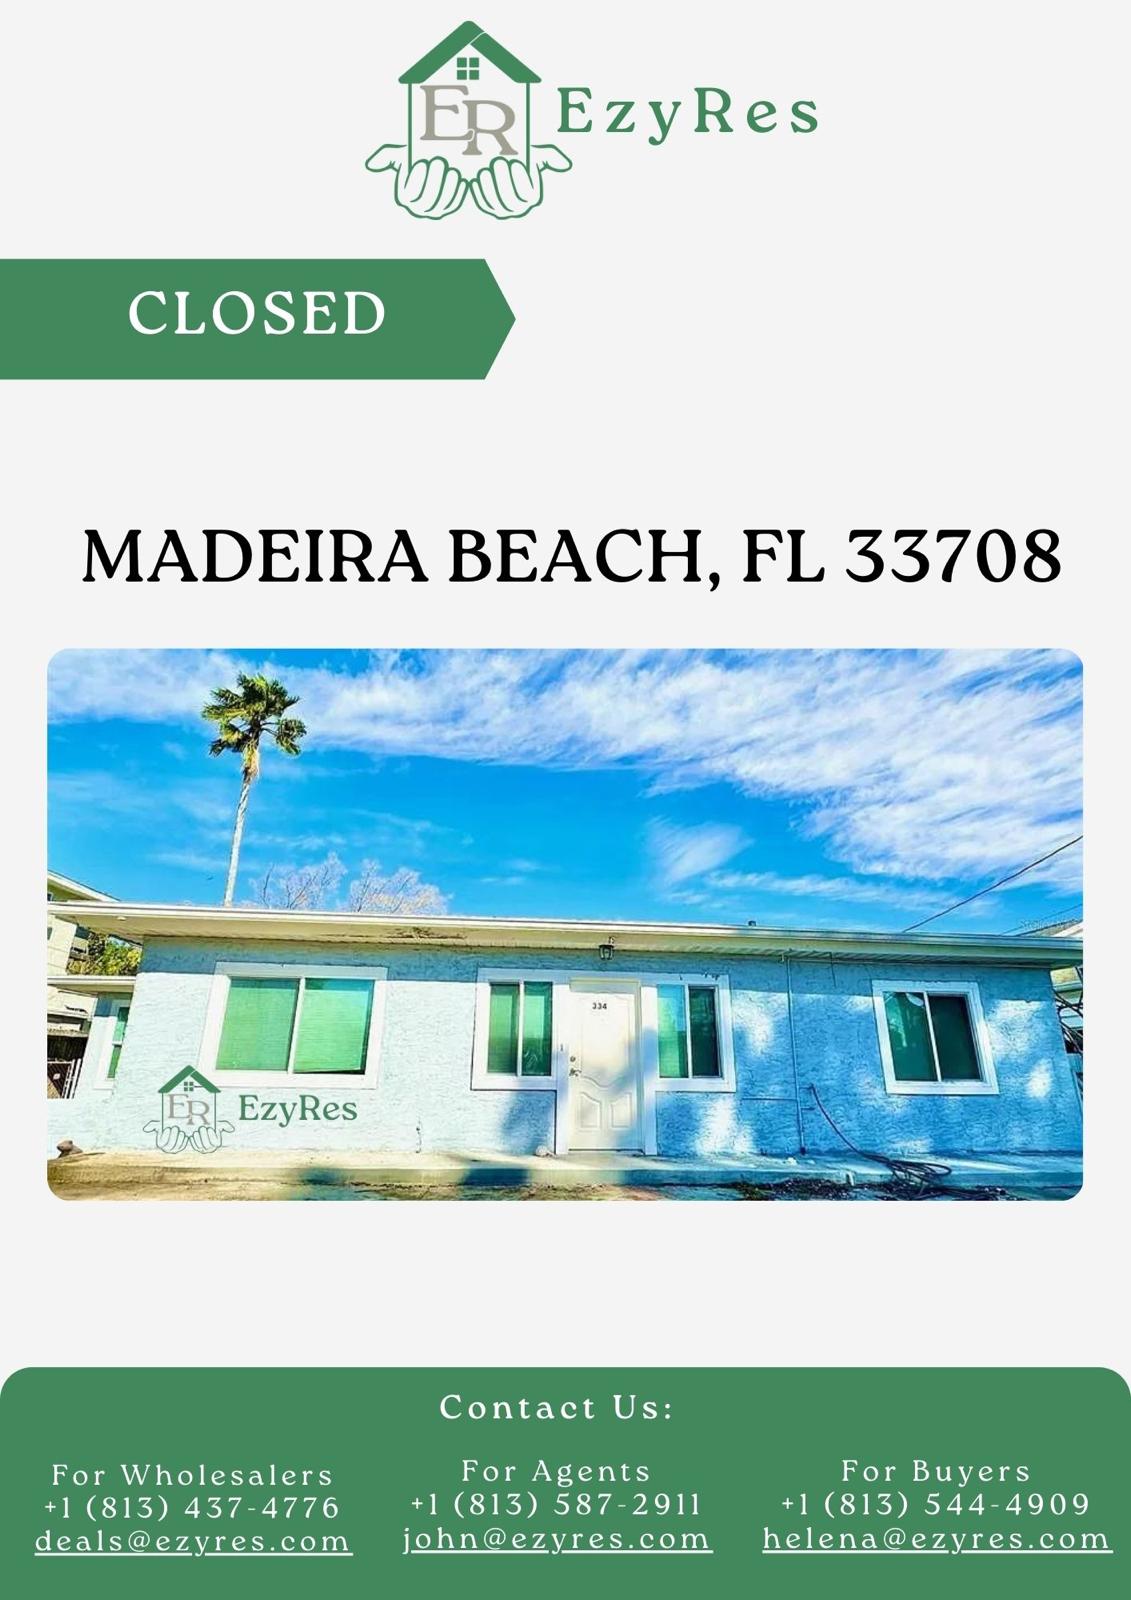 ER EzyRes
CLOSED
MADEIRA BEACH, FL 33708
334
ER EzyRes
Contact Us:
For Wholesalers
+1 (813) 437-4776
deals@ezyres.com
For Agents
+1 (813) 587-2911
john@ezyres.com
For Buyers
+1 (813) 544-4909
helena@ezyres.com